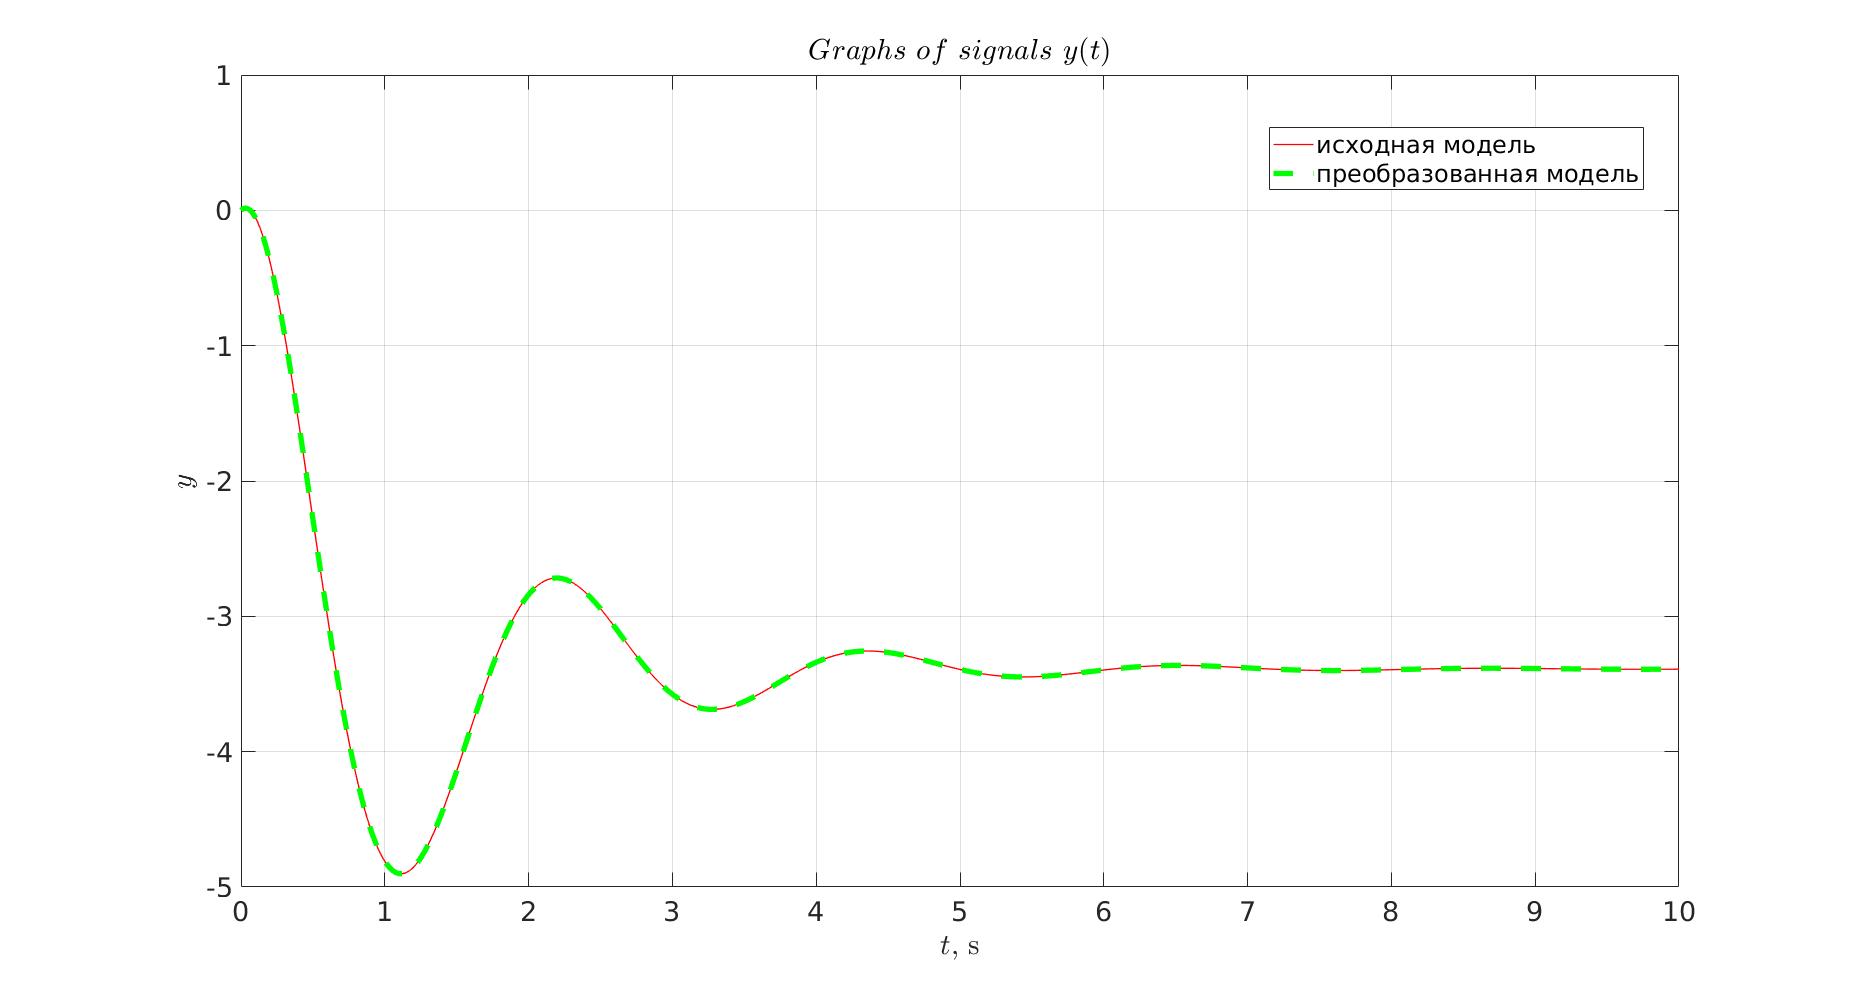 Graphs of signals y(t)
1
0
-1
-2
-3
-4
-5
y
исходная модель
преобразованная модель
0 1 2 3 4 5 6 7 8 9 10
t, s